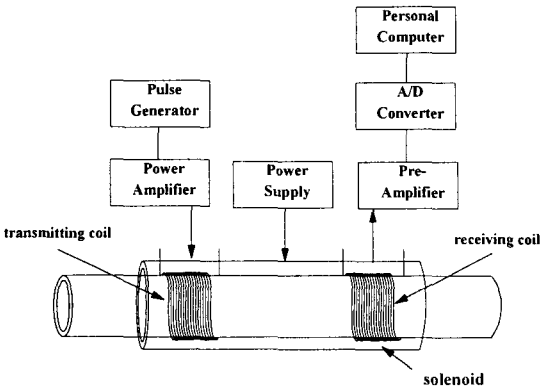 Personal
Computer
Pulse
Generator
A/D
Converter
Power
Amplifier
Power
Supply
Pre-
Amplifier
transmitting coil
receiving coil
solenoid